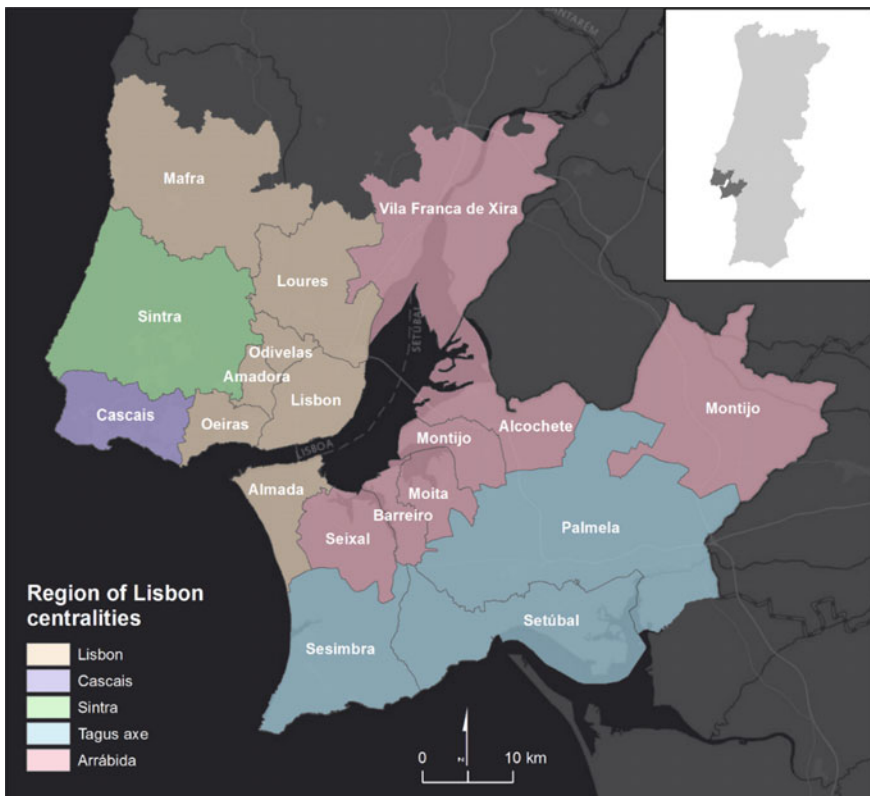 SANTARÉM
Mafra
Vila Franca de Xira
Loures
Sintra
SETÚBAL
Odivelas
Amadora
Lisbon
Cascais
Oeiras
Montijo
Alcochete
Montijo
LISBOA
Almada
Moita
Barreiro
Seixal
Palmela
Setúbal
Sesimbra
Region of Lisbon
centralities
Lisbon
Cascais
Sintra
Tagus axe
Arrábida
N
0 10 km